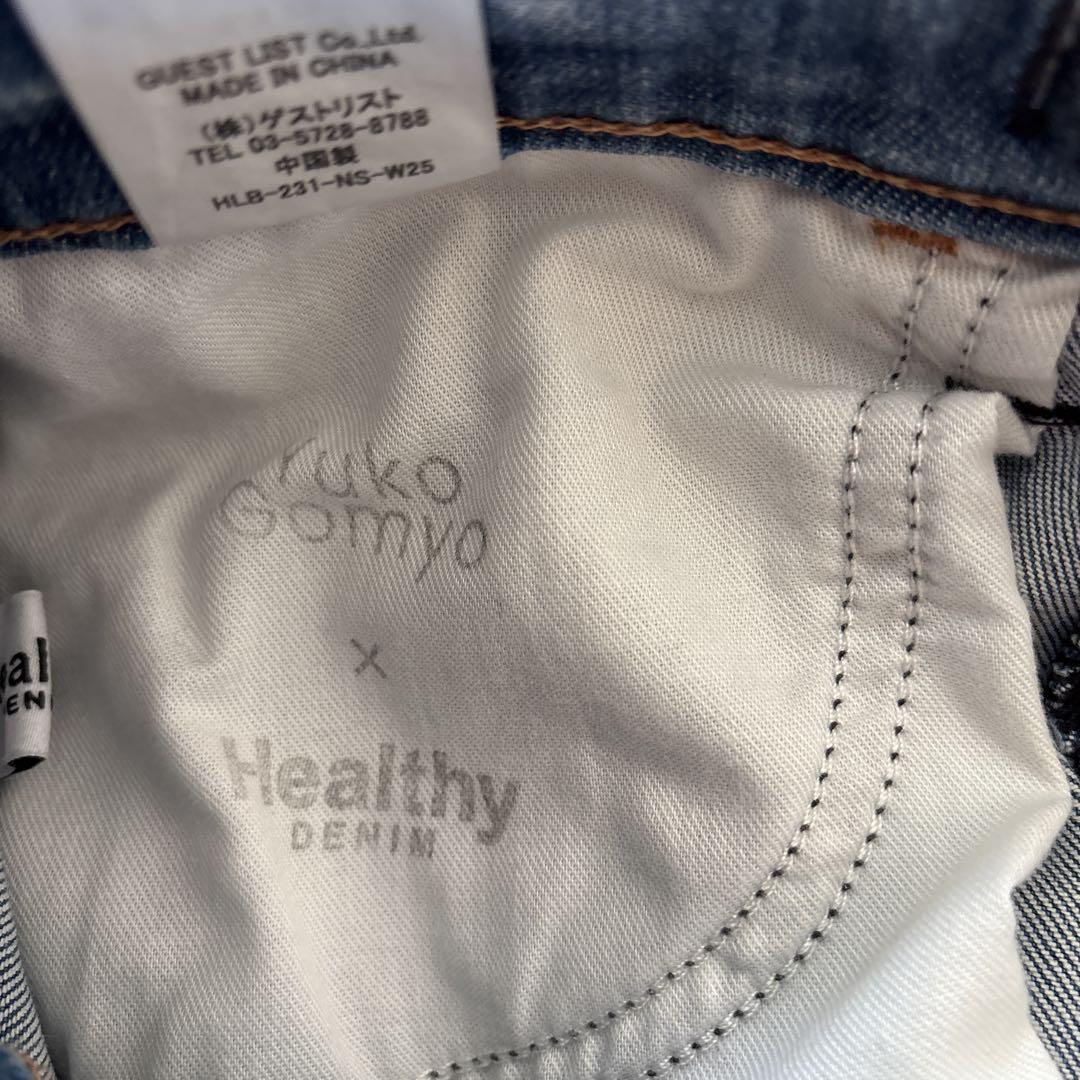 GUEST LIST Co.,Ltd.
MADE IN CHINA
(株)ゲストリスト
TEL 03-5728-8788
中国製
HLB-231-NS-W25
Gomyo
x
Healthy
DENIM